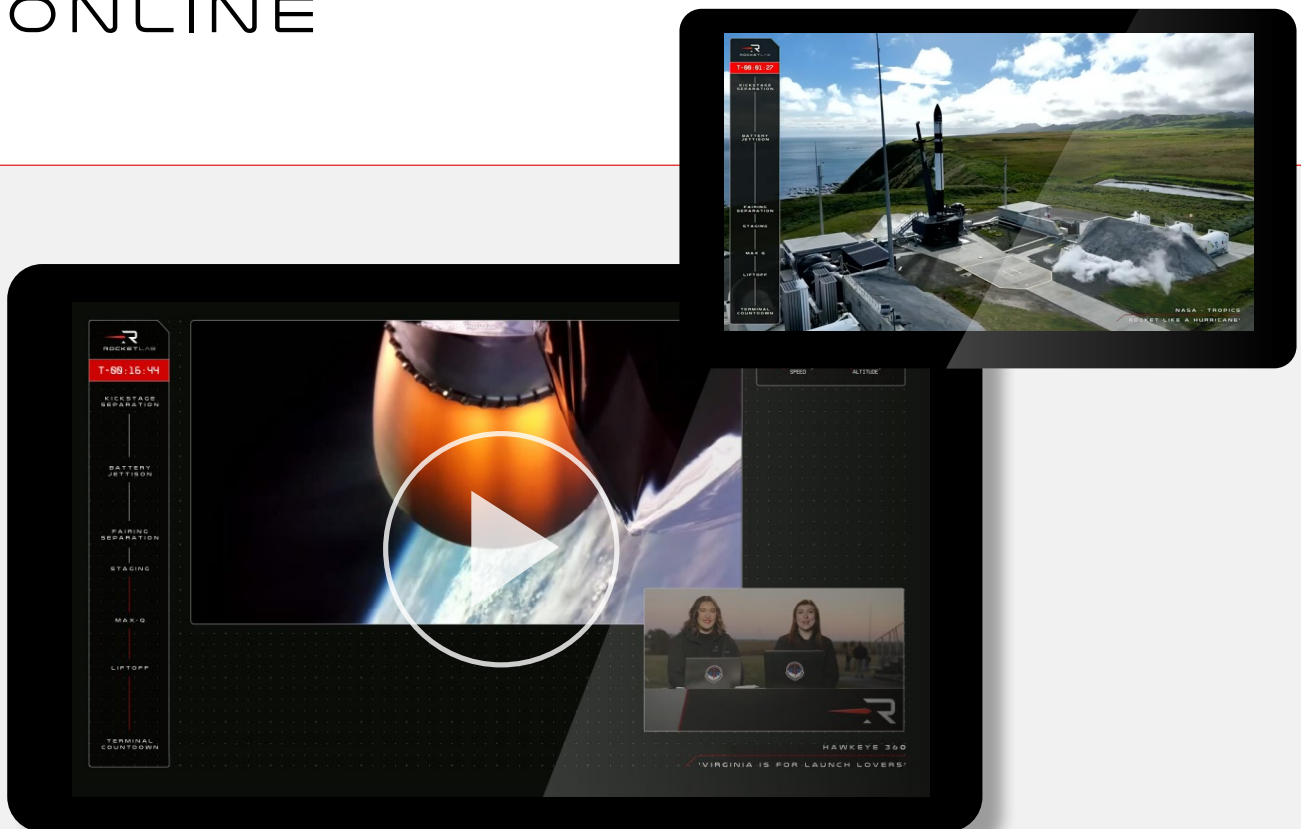 ONLINE
ROCKETLAB
T-00:01:27
KICKSTAGE
SEPARATION
BATTERY
JETTISON
FAIRING
SEPARATION
STAGING
MAX Q
LIFTOFF
TERMINAL
COUNTDOWN
NASA - TROPICS
'ROCKET LIKE A HURRICANE'
ROCKETLAB
T-00:16:44
KICKSTAGE
SEPARATION
BATTERY
JETTISON
FAIRING
SEPARATION
STAGING
MAX-Q
LIFTOFF
TERMINAL
COUNTDOWN
SPEED
ALTITUDE
HAWKEYE 360
'VIRGINIA IS FOR LAUNCH LOVERS'